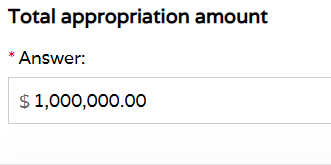 Total appropriation amount
* Answer:
$ 1,000,000.00